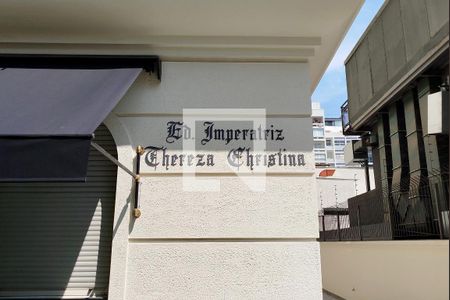 Ed. Imperatriz
Thereza Christina